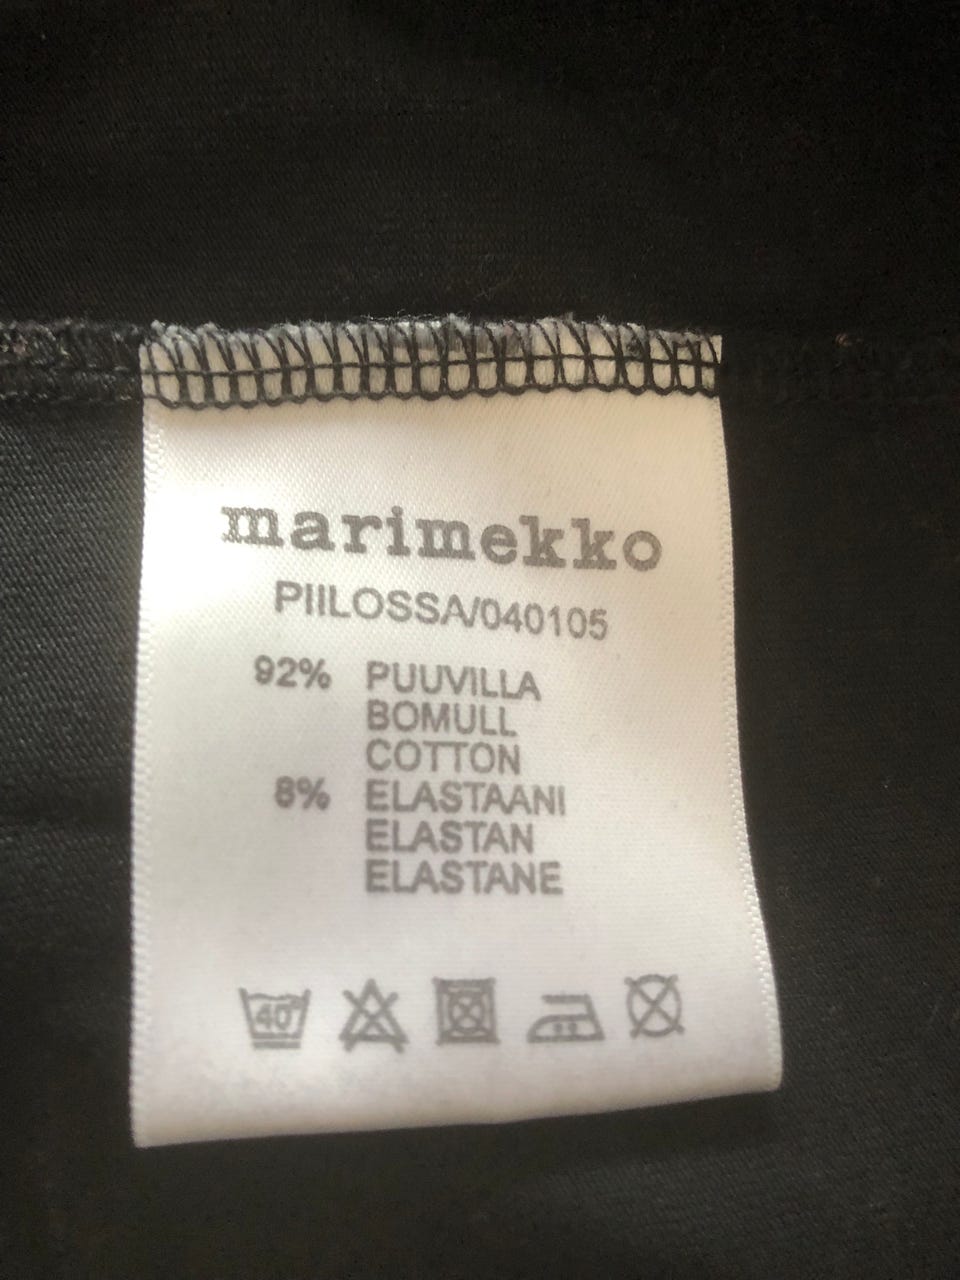 marimekko
PIILOSSA/040105
92% PUUVILLA
BOMULL
COTTON
8% ELASTAANI
ELASTAN
ELASTANE
40°